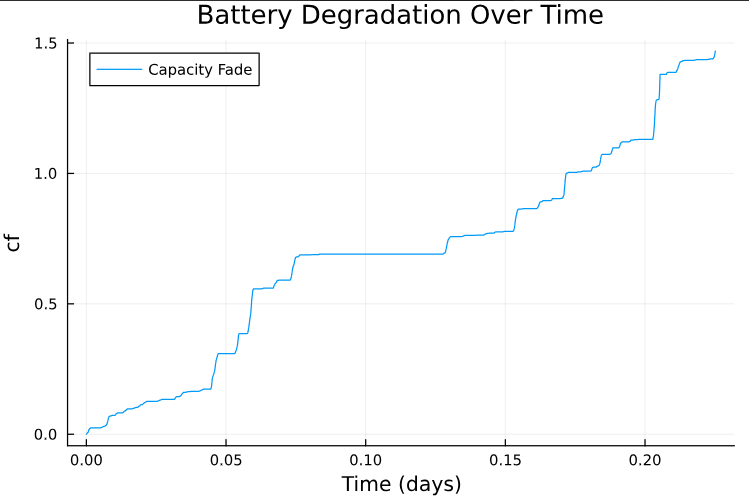 Battery Degradation Over Time
Capacity Fade
1.5
1.0
0.5
0.0
cf
0.00 0.05 0.10 0.15 0.20
Time (days)